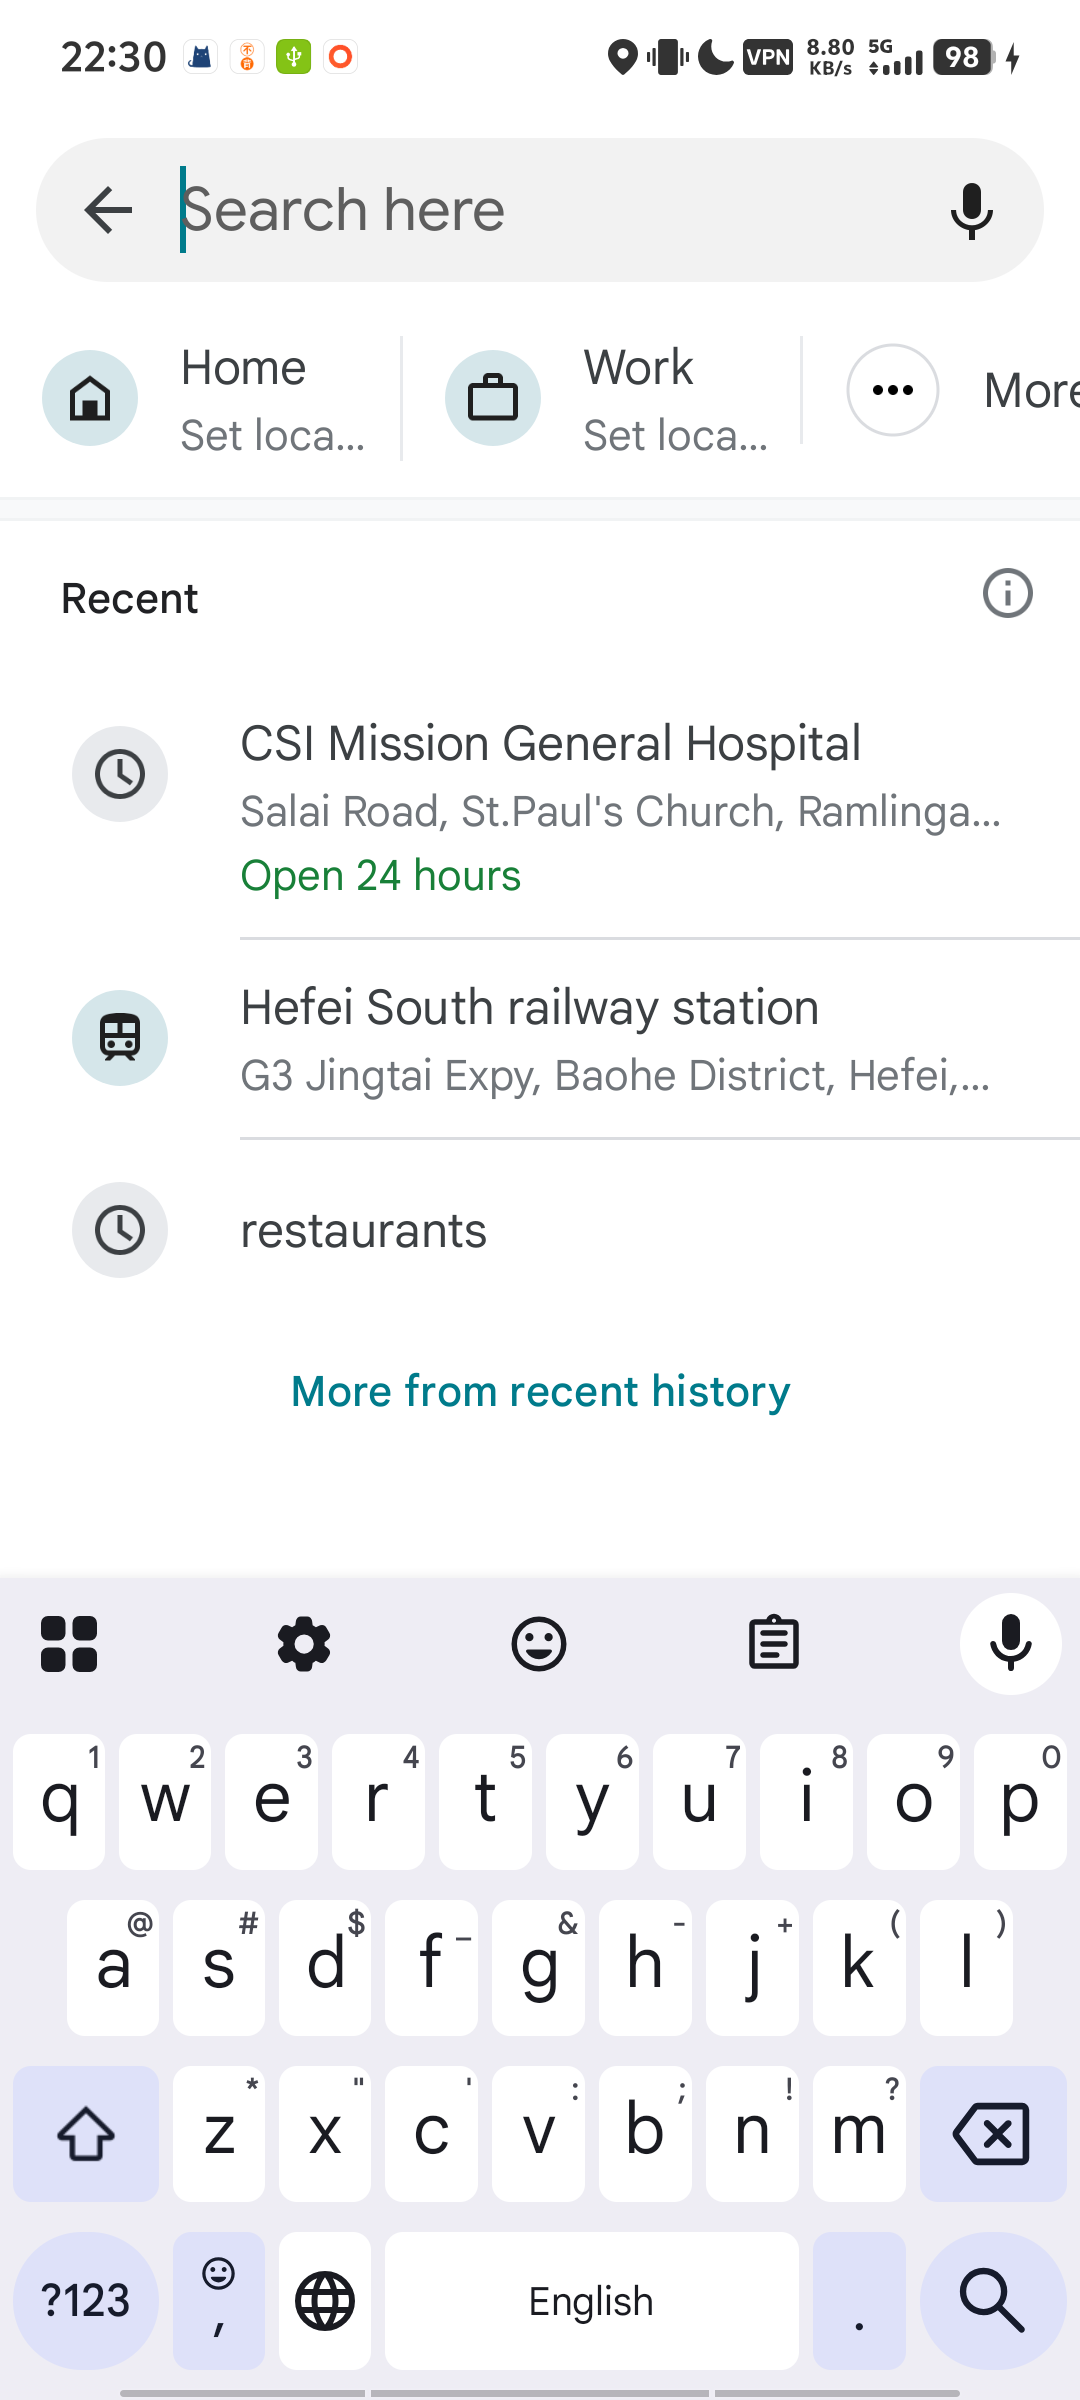 22:30
VPN
8.80 KB/s
5G
98
Search here
Home
Set loca...
Work
Set loca...
More
Recent
CSI Mission General Hospital
Salai Road, St.Paul's Church, Ramlinga...
Open 24 hours
Hefei South railway station
G3 Jingtai Expy, Baohe District, Hefei,...
restaurants
More from recent history
q 1 w 2 e 3 r 4 t 5 y 6 u 7 i 8 o 9 p 0
a @ s # d $ f _ g & h - j + k ( l )
z * x " c ' v : b ; n ! m ?
?123 , English .